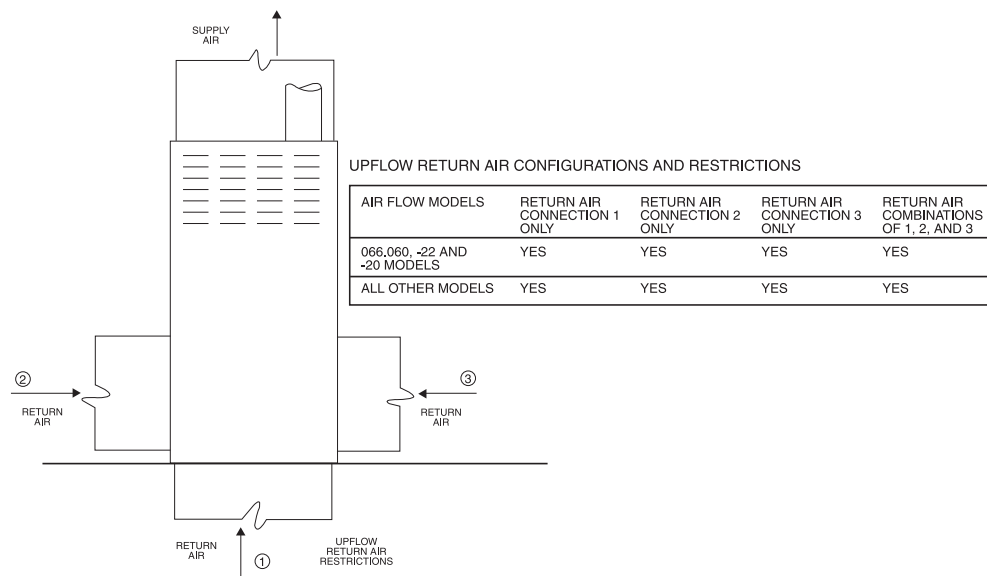 SUPPLY
AIR
UPFLOW RETURN AIR CONFIGURATIONS AND RESTRICTIONS
AIR FLOW MODELS
RETURN AIR
CONNECTION 1
ONLY
RETURN AIR
CONNECTION 2
ONLY
RETURN AIR
CONNECTION 3
ONLY
RETURN AIR
COMBINATIONS
OF 1, 2, AND 3
066.060, -22 AND
-20 MODELS
YES
YES
YES
YES
ALL OTHER MODELS
YES
YES
YES
YES
2
RETURN
AIR
3
RETURN
AIR
RETURN
AIR
1
UPFLOW
RETURN AIR
RESTRICTIONS